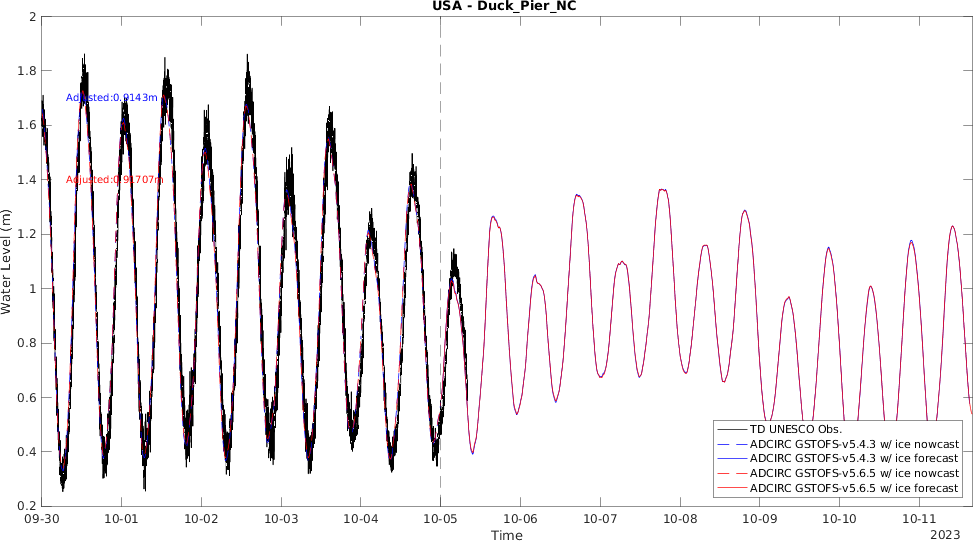 USA - Duck_Pier_NC
2
1.8
1.6
1.4
1.2
1
0.8
0.6
0.4
0.2
Water Level (m)
Adjusted:0.9143m
Adjusted:0.91707m
TD UNESCO Obs.
ADCIRC GSTOFS-v5.4.3 w/ ice nowcast
ADCIRC GSTOFS-v5.4.3 w/ ice forecast
ADCIRC GSTOFS-v5.6.5 w/ ice nowcast
ADCIRC GSTOFS-v5.6.5 w/ ice forecast
09-30 10-01 10-02 10-03 10-04 10-05 10-06 10-07 10-08 10-09 10-10 10-11
Time
2023